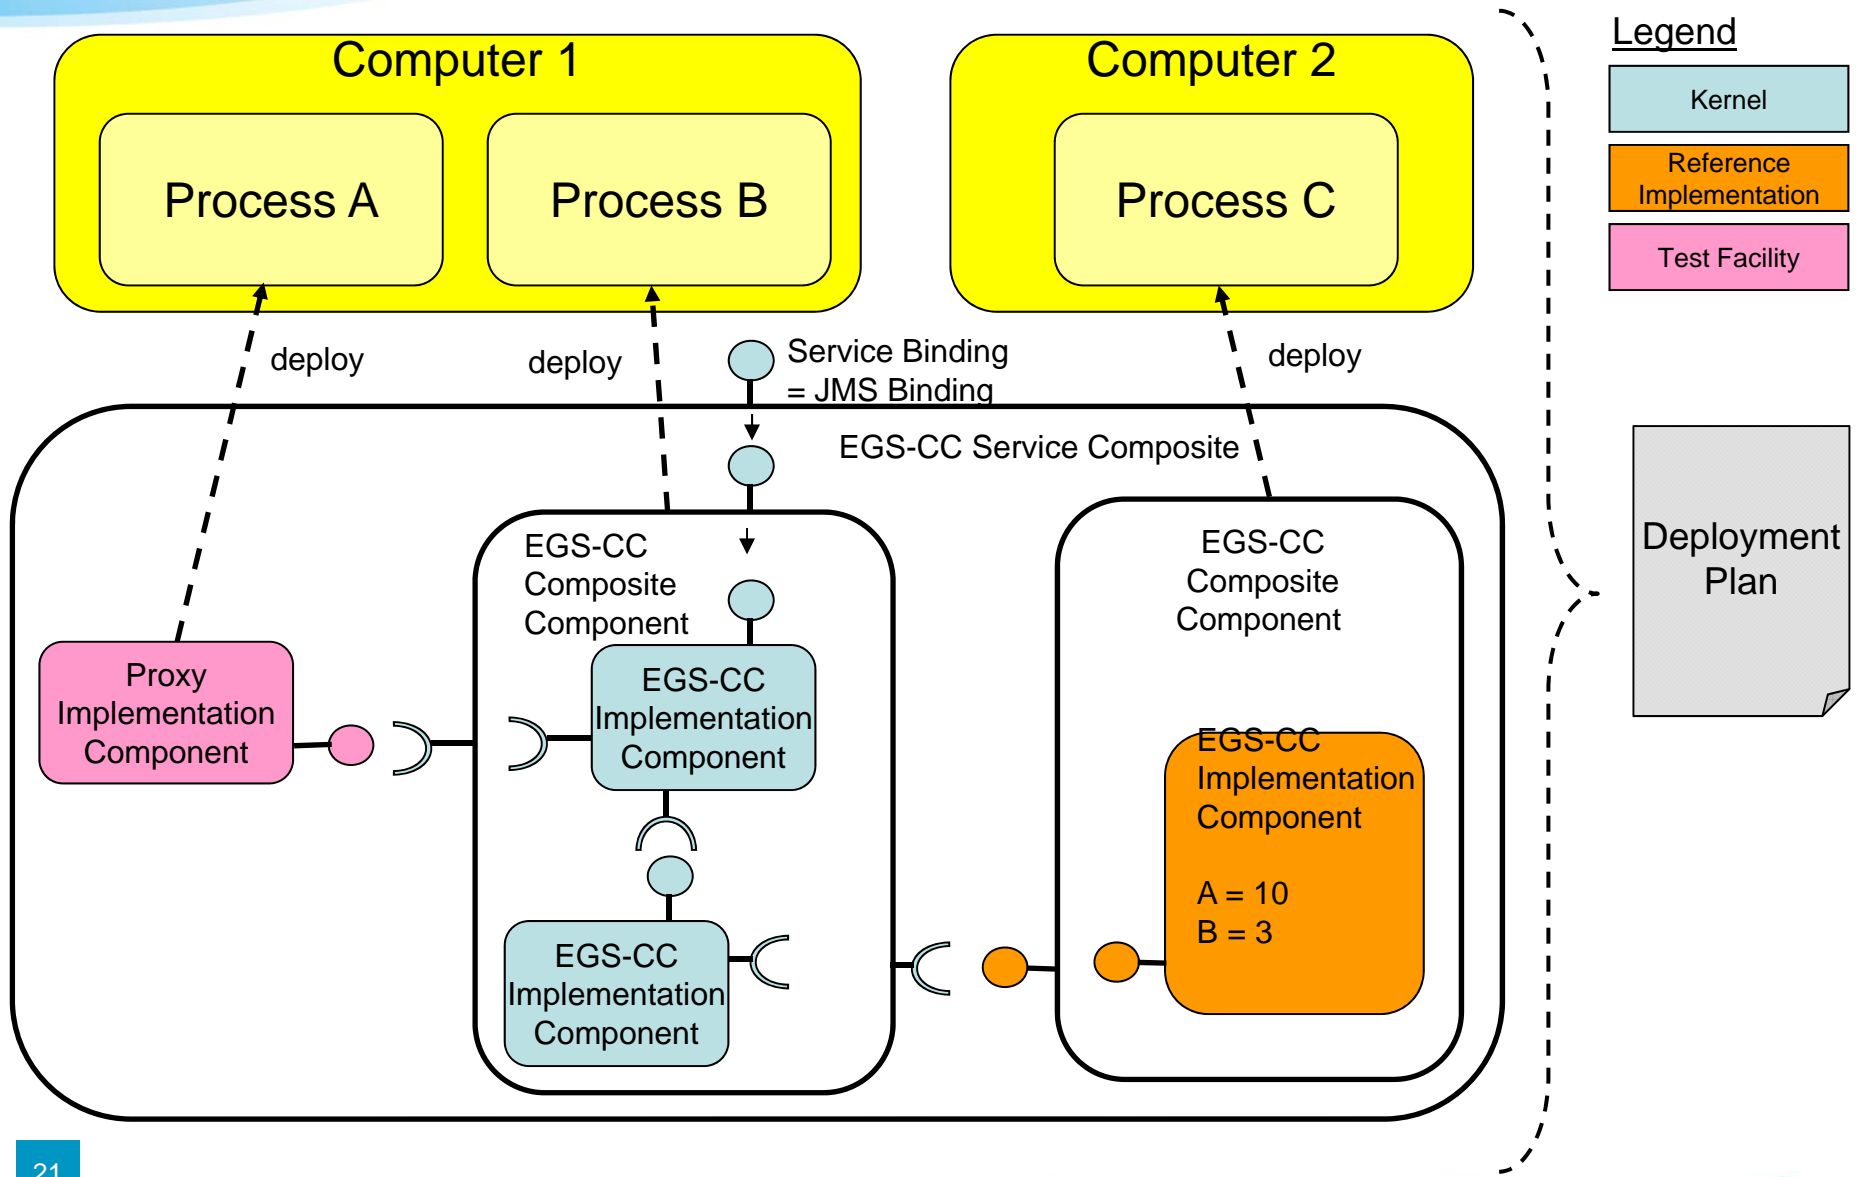 Computer 1
Computer 2
Legend
Kernel
Reference
Implementation
Test Facility
Process A
Process B
Process C
deploy
deploy
Service Binding
= JMS Binding
deploy
EGS-CC Service Composite
EGS-CC
Composite
Component
EGS-CC
Composite
Component
Deployment
Plan
Proxy
Implementation
Component
EGS-CC
Implementation
Component
EGS-CC
Implementation
Component
A = 10
B = 3
EGS-CC
Implementation
Component
21